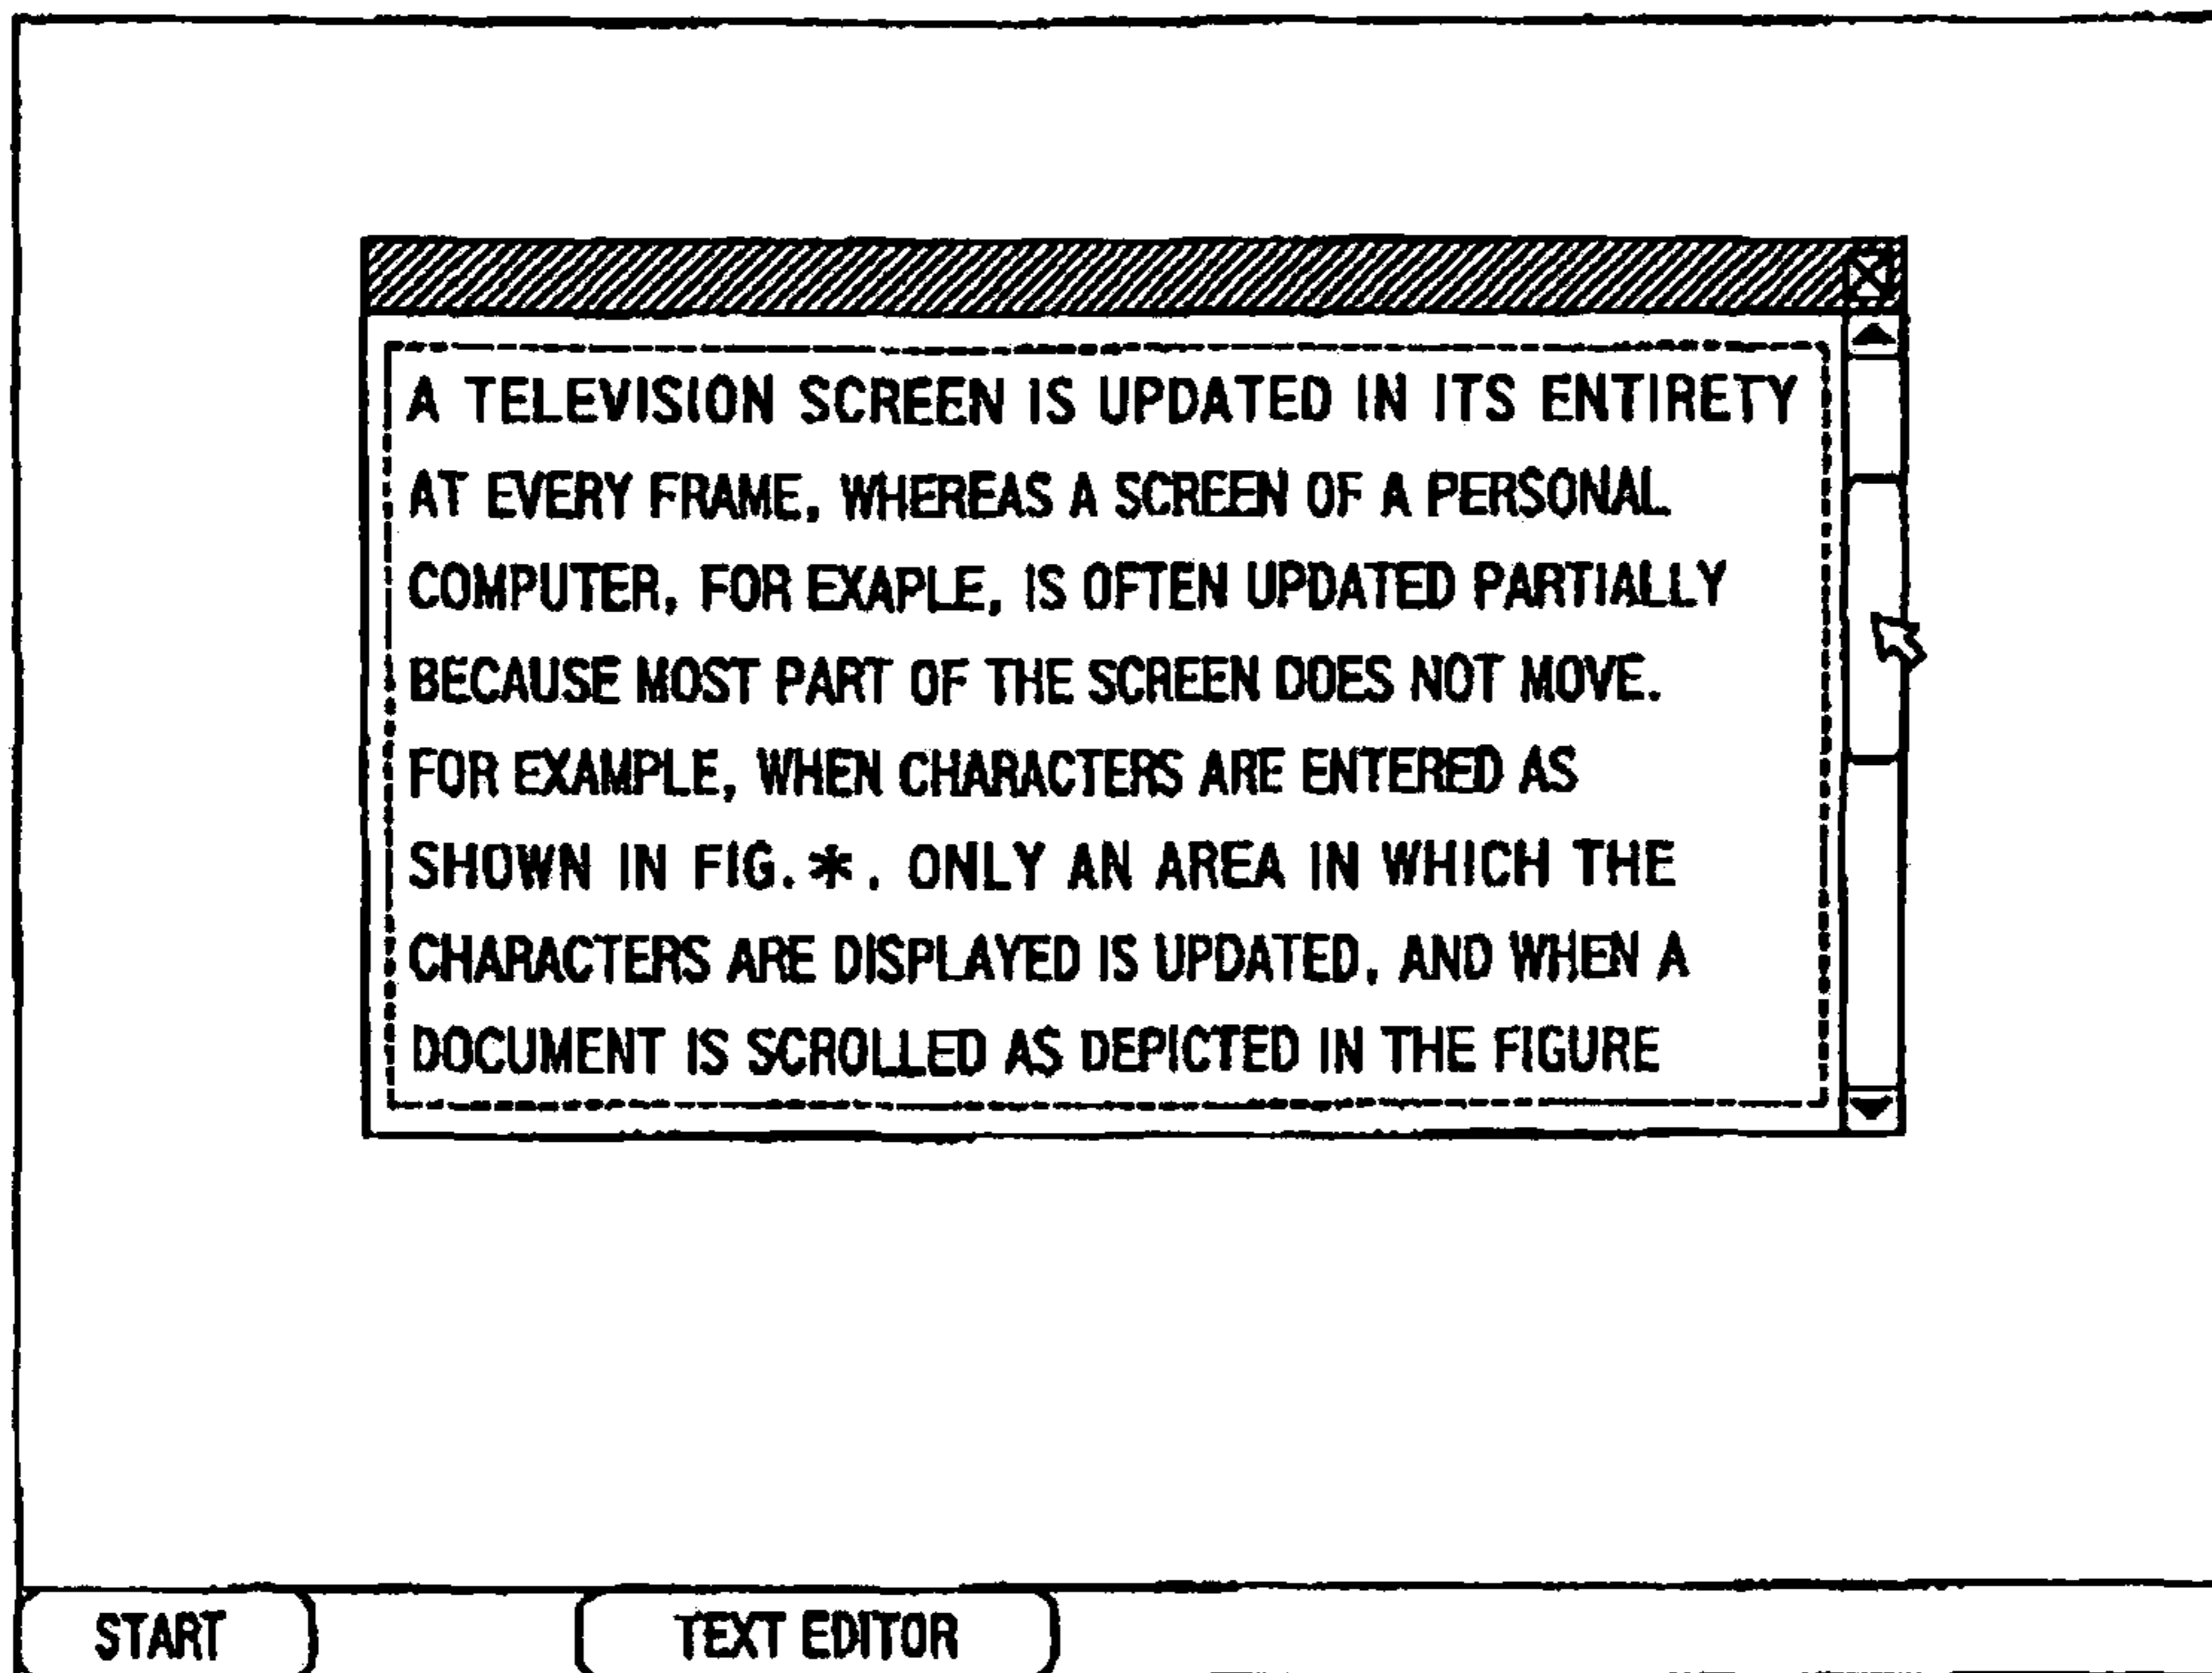 A TELEVISION SCREEN IS UPDATED IN ITS ENTIRETY
AT EVERY FRAME, WHEREAS A SCREEN OF A PERSONAL
COMPUTER, FOR EXAPLE, IS OFTEN UPDATED PARTIALLY
BECAUSE MOST PART OF THE SCREEN DOES NOT MOVE.
FOR EXAMPLE, WHEN CHARACTERS ARE ENTERED AS
SHOWN IN FIG. *, ONLY AN AREA IN WHICH THE
CHARACTERS ARE DISPLAYED IS UPDATED, AND WHEN A
DOCUMENT IS SCROLLED AS DEPICTED IN THE FIGURE
START
TEXT EDITOR